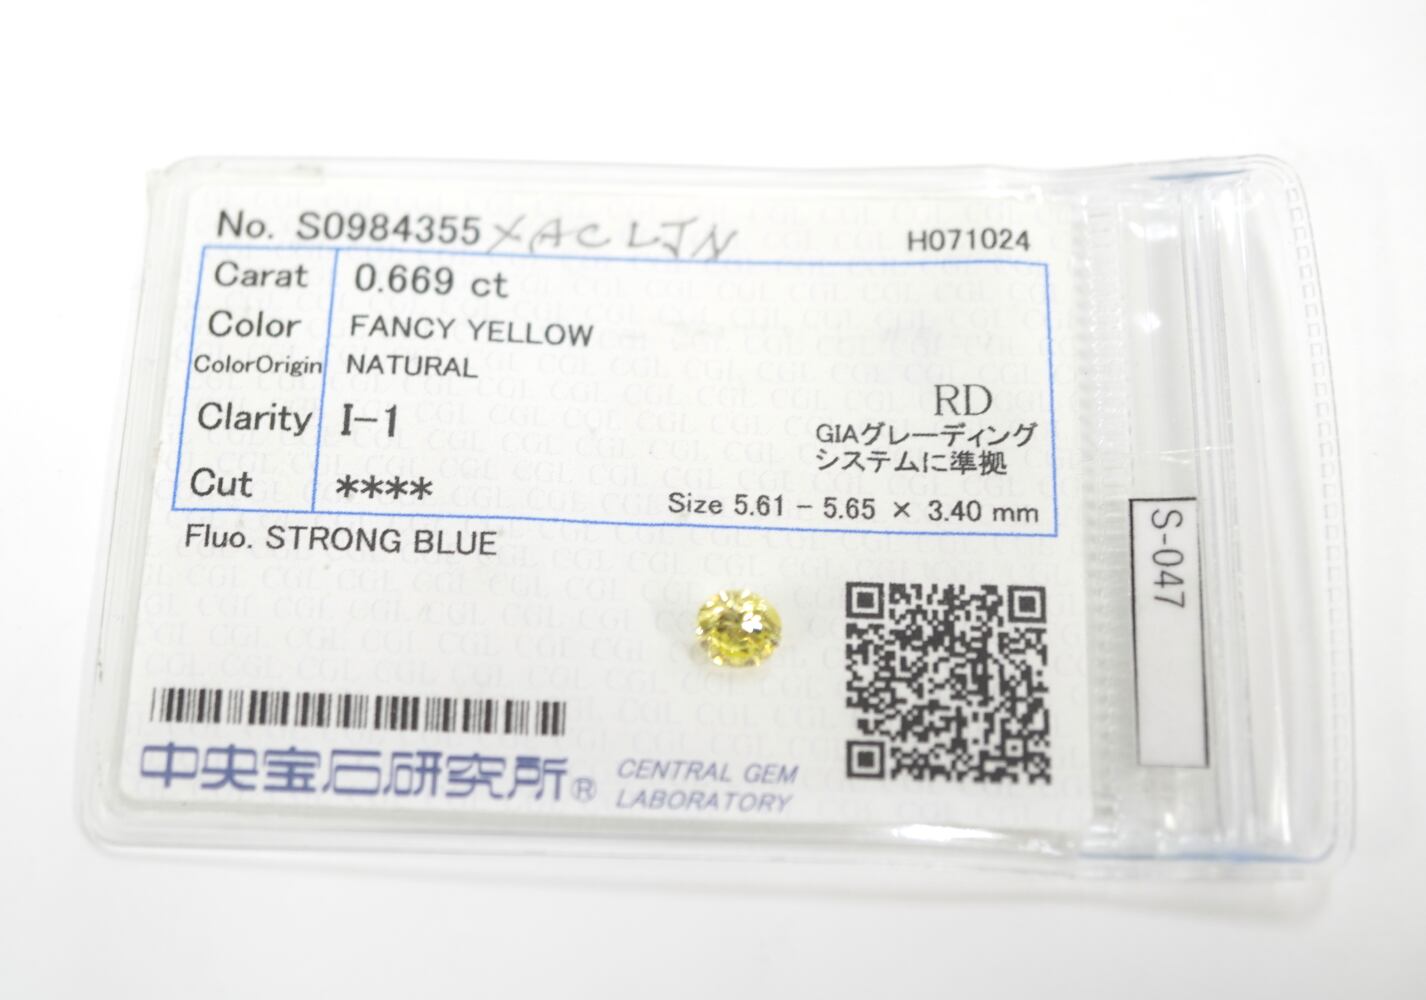 No. S0984355 XACLJN
H071024
Carat 0.669 ct
Color FANCY YELLOW
ColorOrigin NATURAL
Clarity I-1
Cut ****
RD
GIAグレーディング
システムに準拠
Size 5.61 - 5.65 × 3.40 mm
Fluo. STRONG BLUE
S-047
中央宝石研究所®
CENTRAL GEM
LABORATORY